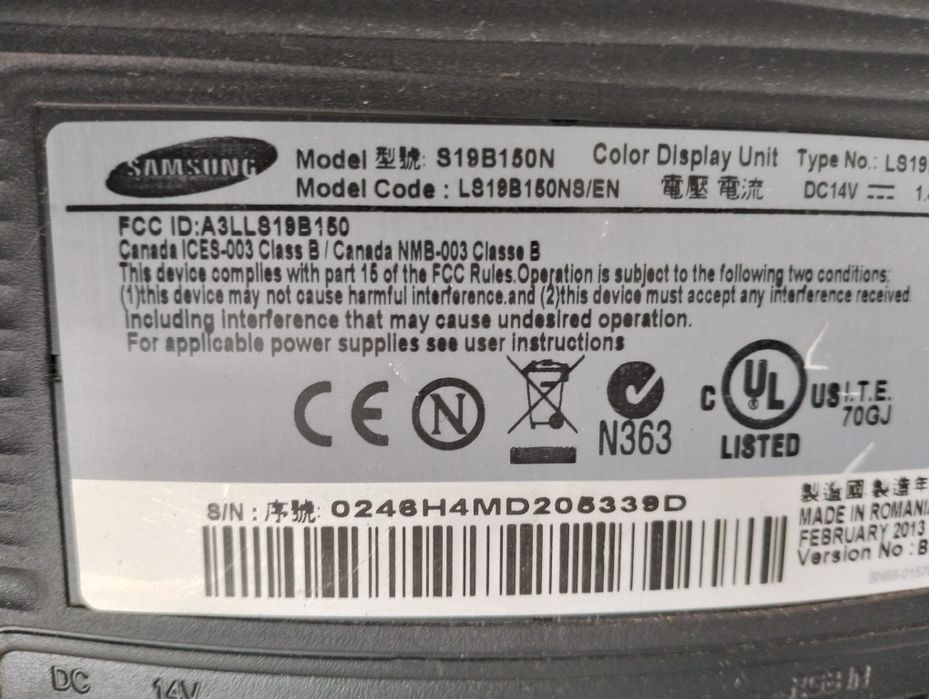 SAMSUNG
Model 型號: S19B150N Color Display Unit Type No.: LS19
Model Code : LS19B150NS/EN 電壓 電流 DC14V 1.4
FCC ID:A3LLS19B150
Canada ICES-003 Class B / Canada NMB-003 Classe B
This device complies with part 15 of the FCC Rules.Operation is subject to the following two conditions:
(1)this device may not cause harmful interference.and (2)this device must accept any interference received.
including interference that may cause undesired operation.
For applicable power supplies see user instructions
CE N N363 C UL US I.T.E.
70GJ
LISTED
製造國 製造年
S/N : 序號: 0248H4MD205339D
MADE IN ROMANIA
FEBRUARY 2013
Version No : B
BN68-0157
DC 14V